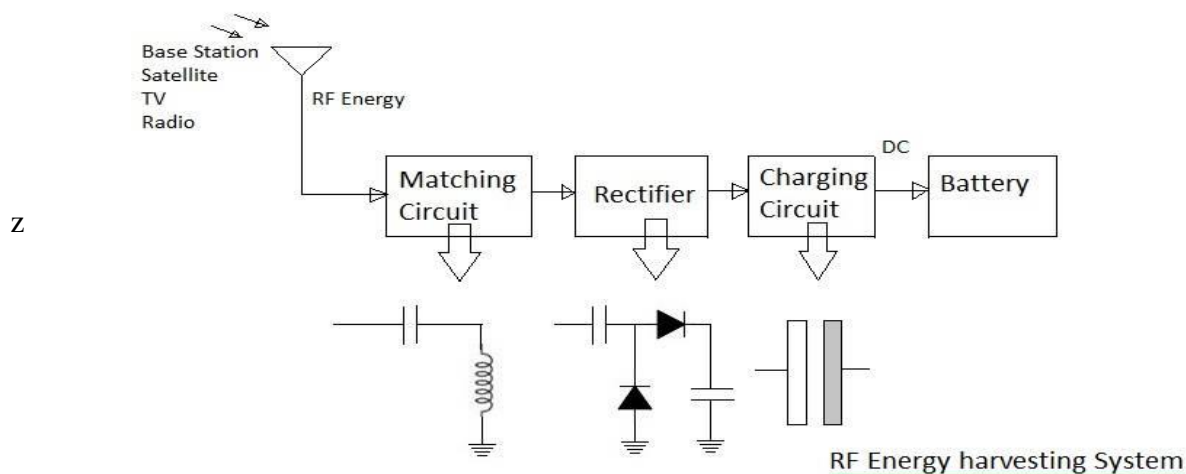 Base Station
Satellite
TV
Radio
RF Energy
Matching
Circuit
Rectifier
Charging
Circuit
DC
Battery
z
RF Energy harvesting System